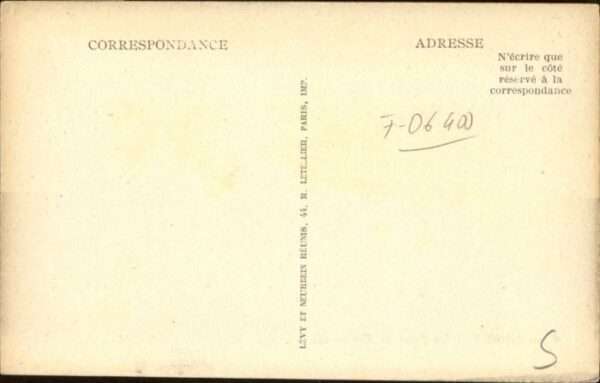 CORRESPONDANCE
ADRESSE
N'écrire que
sur le côté
réservé à la
correspondance
F-06400
LÉVY ET NEURDEIN RÉUNIS, 44, R. LETELLIER, PARIS, IMP.
S